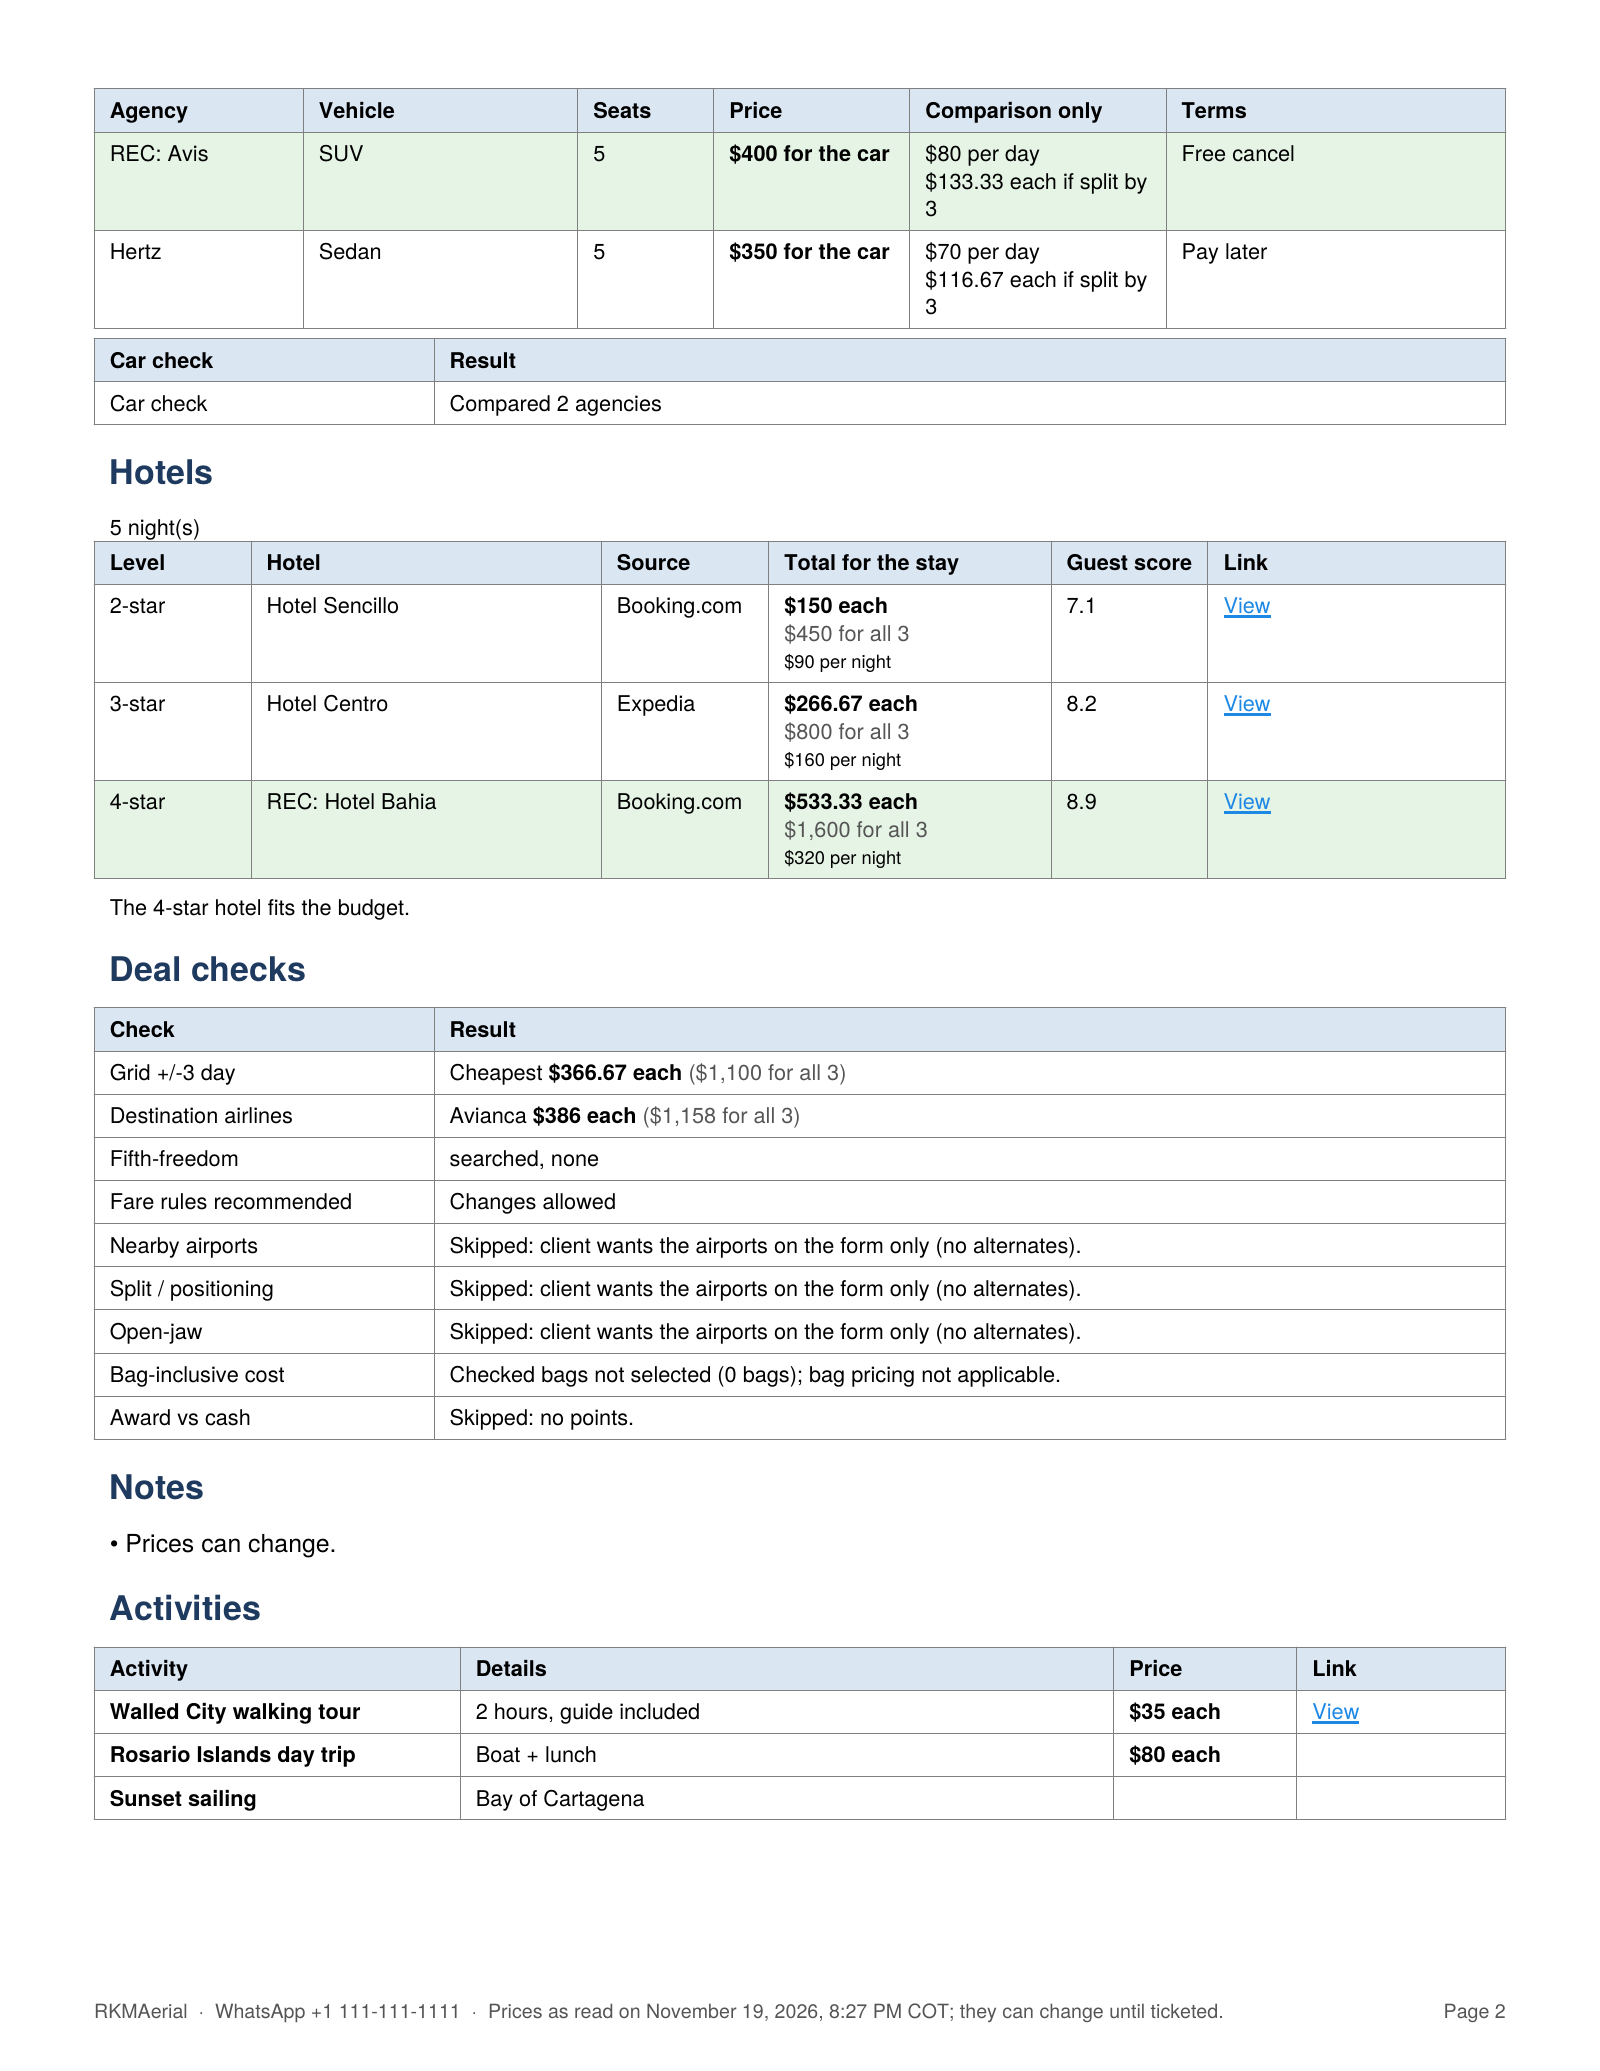 Agency Vehicle Seats Price Comparison only Terms
REC: Avis SUV 5 $400 for the car $80 per day Free cancel
$133.33 each if split by
3
Hertz Sedan 5 $350 for the car $70 per day Pay later
$116.67 each if split by
3
Car check Result
Car check Compared 2 agencies
Hotels
5 night(s)
Level Hotel Source Total for the stay Guest score Link
2-star Hotel Sencillo Booking.com $150 each 7.1 View
$450 for all 3
$90 per night
3-star Hotel Centro Expedia $266.67 each 8.2 View
$800 for all 3
$160 per night
4-star REC: Hotel Bahia Booking.com $533.33 each 8.9 View
$1,600 for all 3
$320 per night
The 4-star hotel fits the budget.
Deal checks
Check Result
Grid +/-3 day Cheapest $366.67 each ($1,100 for all 3)
Destination airlines Avianca $386 each ($1,158 for all 3)
Fifth-freedom searched, none
Fare rules recommended Changes allowed
Nearby airports Skipped: client wants the airports on the form only (no alternates).
Split / positioning Skipped: client wants the airports on the form only (no alternates).
Open-jaw Skipped: client wants the airports on the form only (no alternates).
Bag-inclusive cost Checked bags not selected (0 bags); bag pricing not applicable.
Award vs cash Skipped: no points.
Notes
• Prices can change.
Activities
Activity Details Price Link
Walled City walking tour 2 hours, guide included $35 each View
Rosario Islands day trip Boat + lunch $80 each
Sunset sailing Bay of Cartagena
RKMAerial · WhatsApp +1 111-111-1111 · Prices as read on November 19, 2026, 8:27 PM COT; they can change until ticketed. Page 2